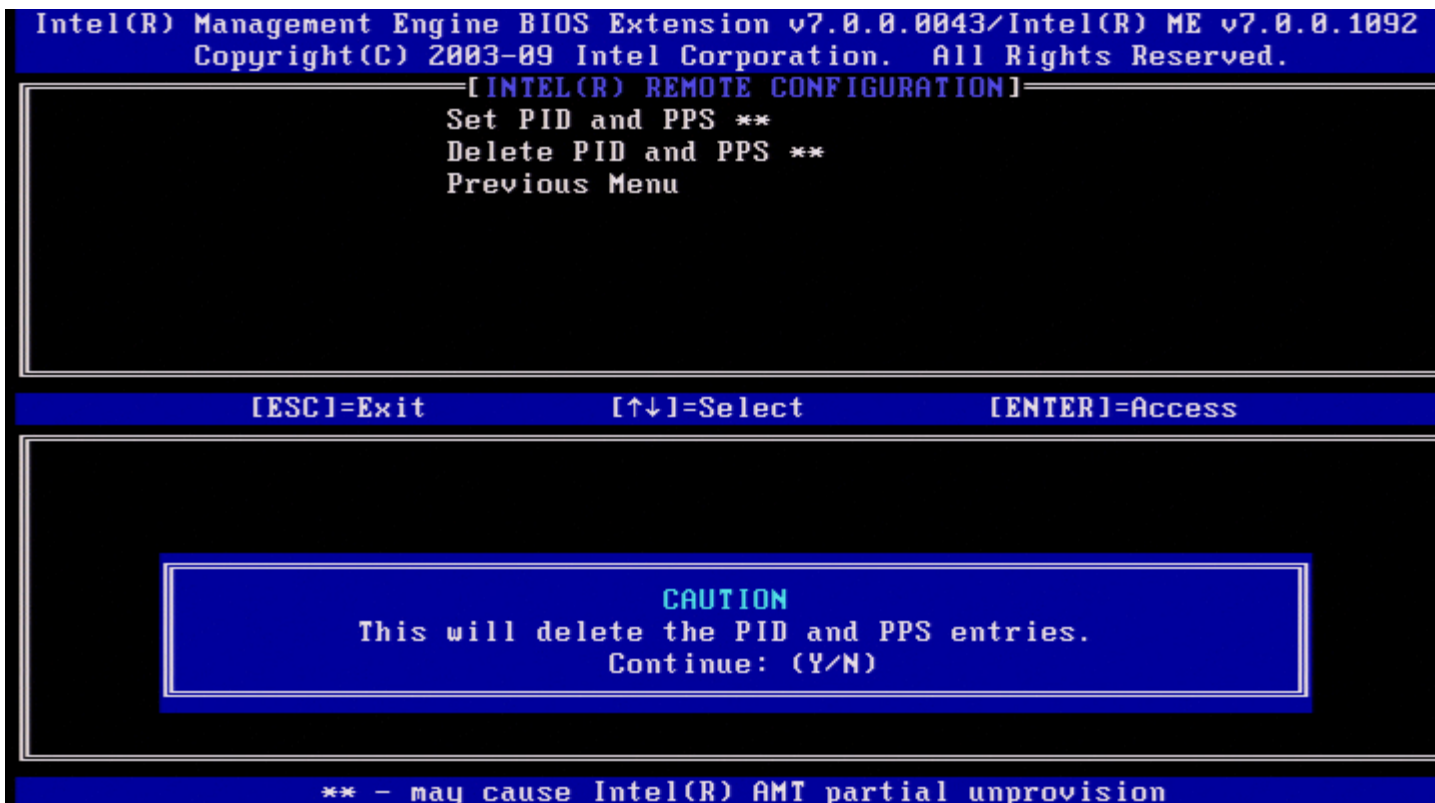 Intel(R) Management Engine BIOS Extension v7.0.0.0043/Intel(R) ME v7.0.0.1092
Copyright(C) 2003-09 Intel Corporation. All Rights Reserved.
[INTEL(R) REMOTE CONFIGURATION]
Set PID and PPS **
Delete PID and PPS **
Previous Menu
[ESC]=Exit [↑↓]=Select [ENTER]=Access
CAUTION
This will delete the PID and PPS entries.
Continue: (Y/N)
** - may cause Intel(R) AMT partial unprovision